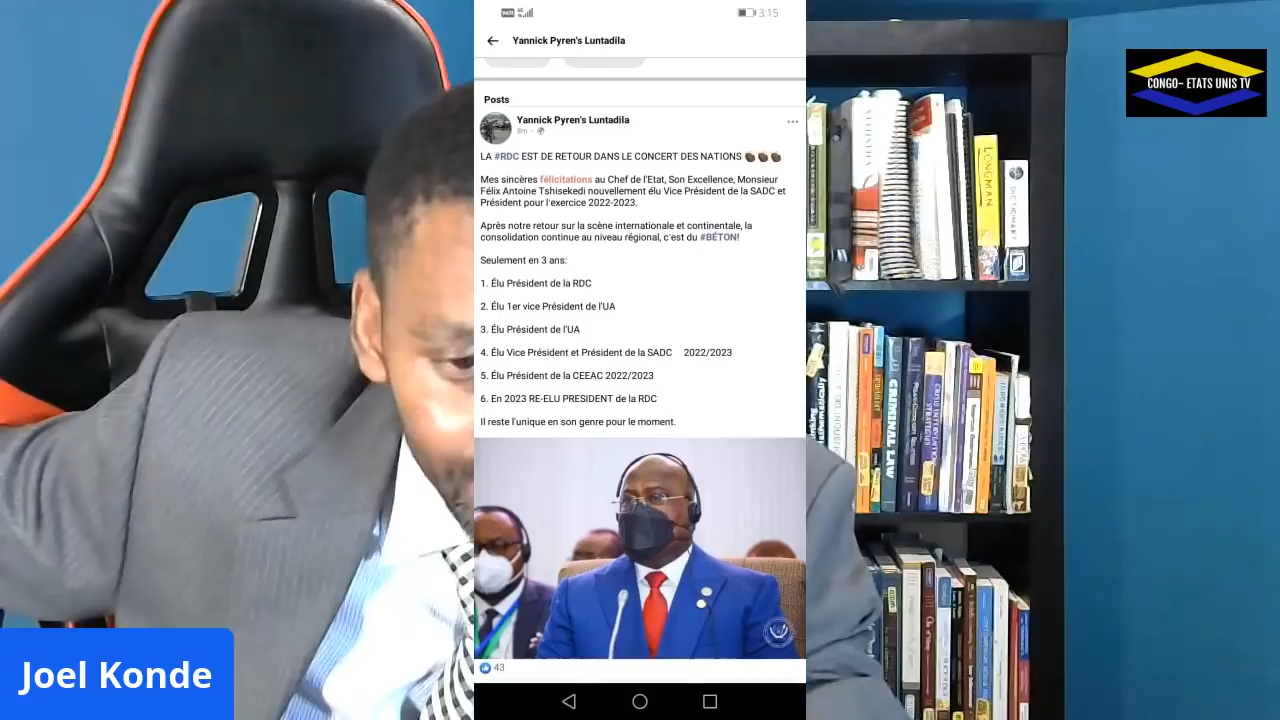 3:15
Yannick Pyren's Luntadila
Posts
Yannick Pyren's Luntadila
8m
LA #RDC EST DE RETOUR DANS LE CONCERT DES NATIONS
Mes sincères félicitations au Chef de l'Etat, Son Excellence, Monsieur
Félix Antoine Tshisekedi nouvellement élu Vice Président de la SADC et
Président pour l'exercice 2022-2023.
Après notre retour sur la scène internationale et continentale, la
consolidation continue au niveau régional, c'est du #BÉTON!
Seulement en 3 ans:
1. Élu Président de la RDC
2. Élu 1er vice Président de l'UA
3. Élu Président de l'UA
4. Élu Vice Président et Président de la SADC 2022/2023
5. Élu Président de la CEEAC 2022/2023
6. En 2023 RE-ELU PRESIDENT de la RDC
Il reste l'unique en son genre pour le moment.
43
CONGO- ETATS UNIS TV
LONGMAN
DICTIONARY
CRIMINAL LAW
Joel Konde